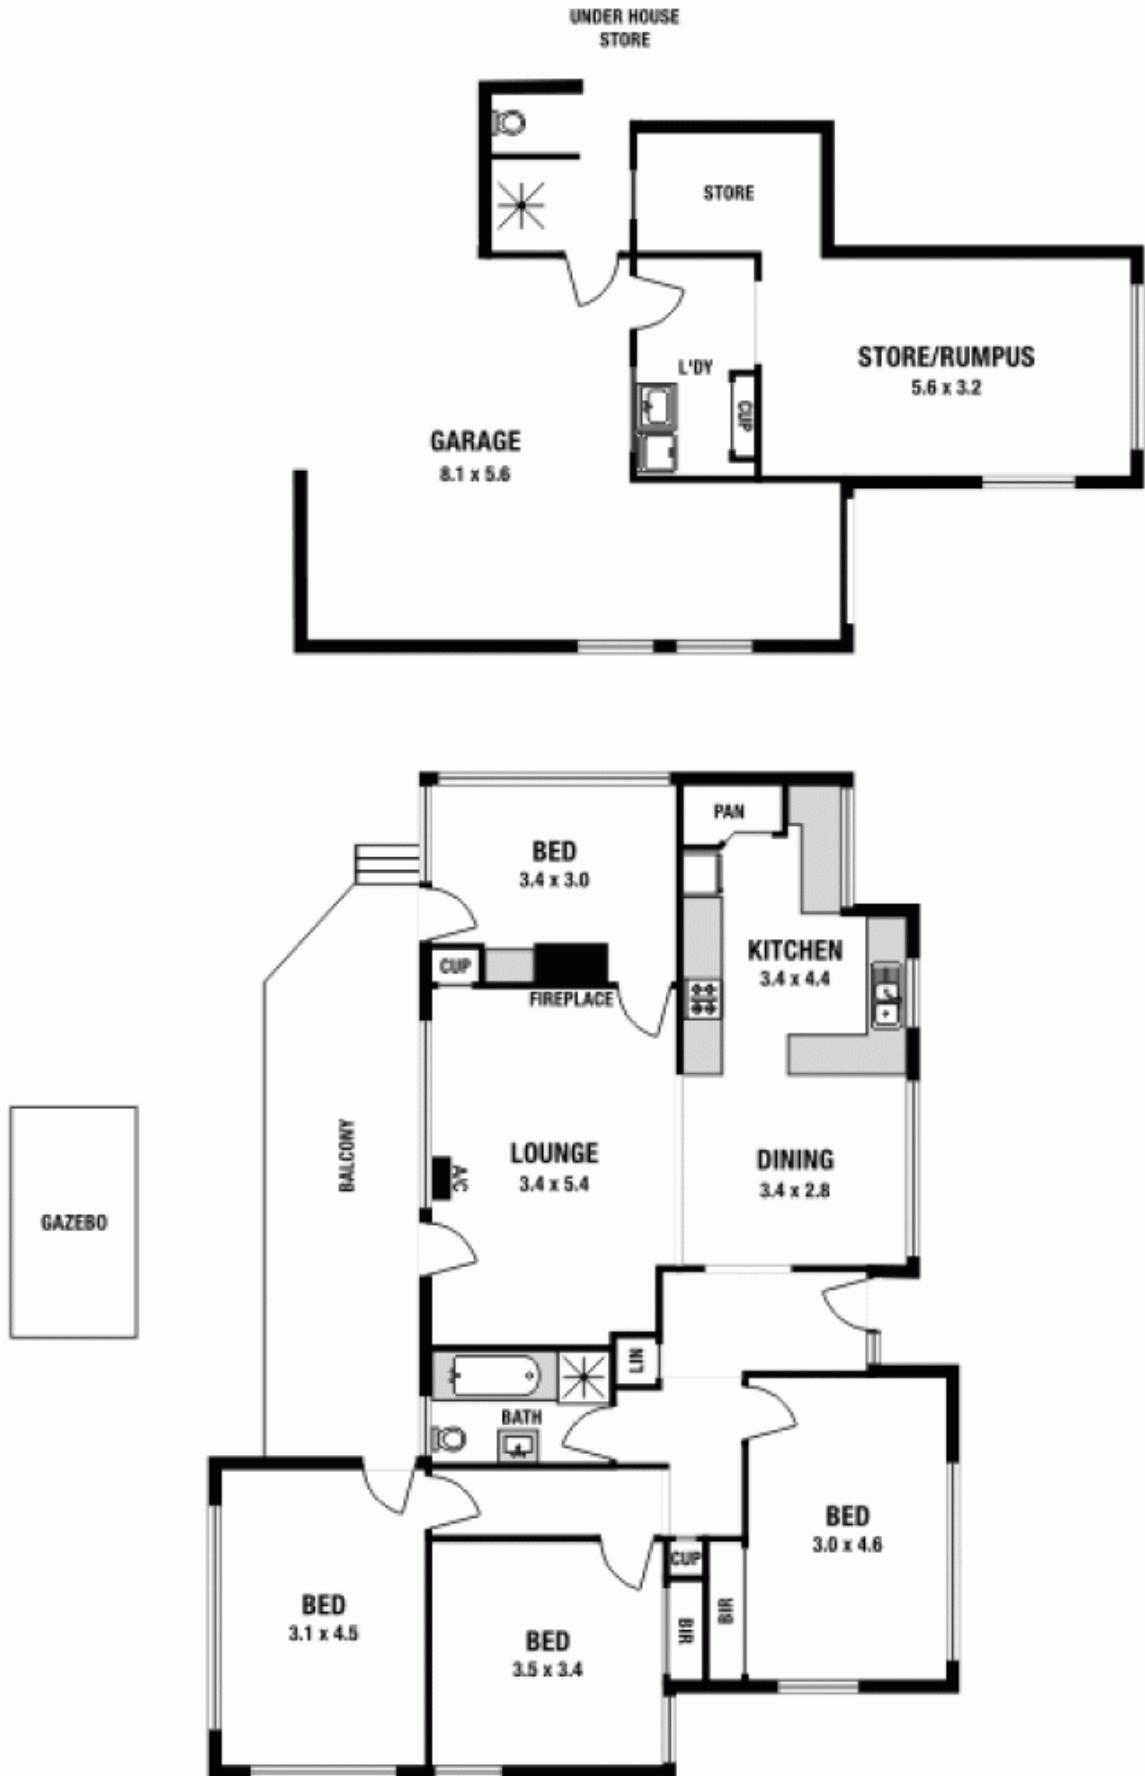 UNDER HOUSE
STORE
STORE
STORE/RUMPUS
5.6 x 3.2
L'DY
CUP
GARAGE
8.1 x 5.6
PAN
BED
3.4 x 3.0
KITCHEN
3.4 x 4.4
CUP
FIREPLACE
BALCONY
LOUNGE
3.4 x 5.4
A/C
DINING
3.4 x 2.8
GAZEBO
LIN
BATH
BED
3.0 x 4.6
CUP
BIR
BIR
BED
3.1 x 4.5
BED
3.5 x 3.4